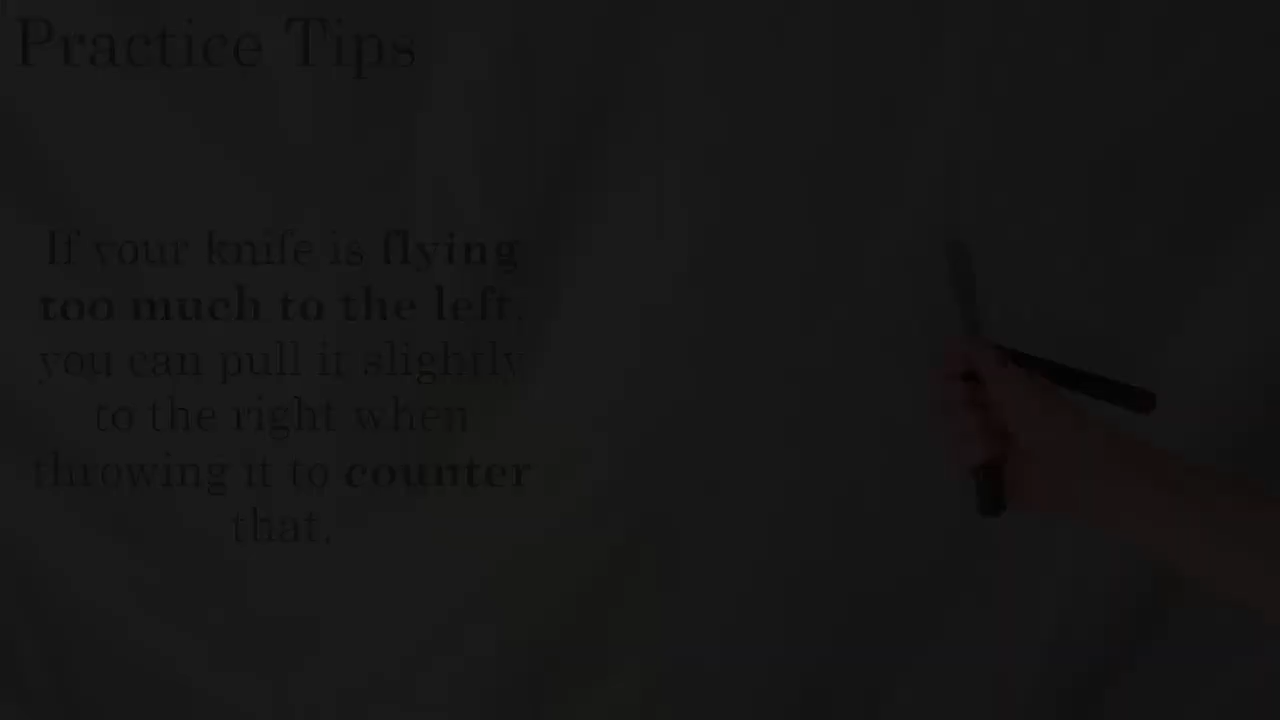 Practice Tips
If your knife is flying
too much to the left,
you can pull it slightly
to the right when
throwing it to counter
that.